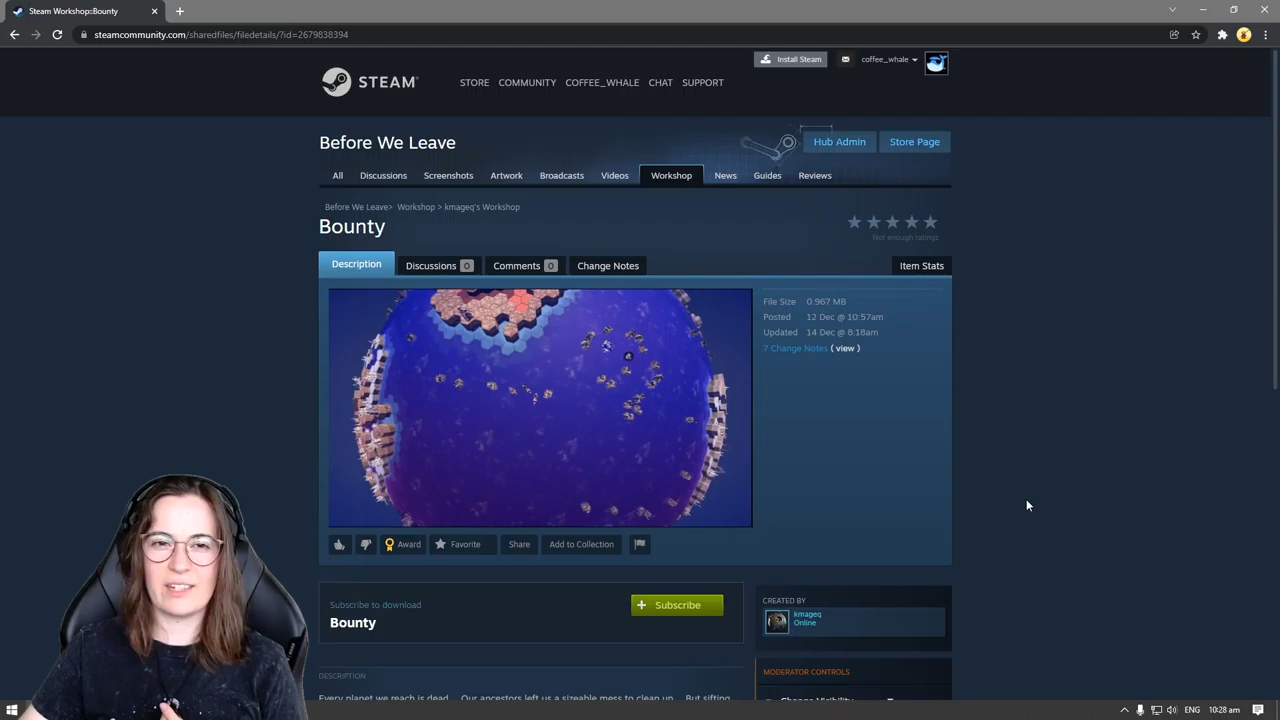 Steam Workshop::Bounty
steamcommunity.com/sharedfiles/filedetails/?id=2679838394
Install Steam
coffee_whale
STEAM
STORE COMMUNITY COFFEE_WHALE CHAT SUPPORT
Before We Leave
Hub Admin
Store Page
All Discussions Screenshots Artwork Broadcasts Videos Workshop News Guides Reviews
Before We Leave> Workshop > kmageq's Workshop
Bounty
Not enough ratings
Description
Discussions 0
Comments 0
Change Notes
Item Stats
File Size 0.967 MB
Posted 12 Dec @ 10:57am
Updated 14 Dec @ 8:18am
7 Change Notes ( view )
Award
Favorite
Share
Add to Collection
Subscribe to download
Bounty
+ Subscribe
CREATED BY
kmageq
Online
DESCRIPTION
Every planet we reach is dead... Our ancestors left us a sizeable mess to clean up... But sifting
MODERATOR CONTROLS
Change Visibility
ENG 10:28 am